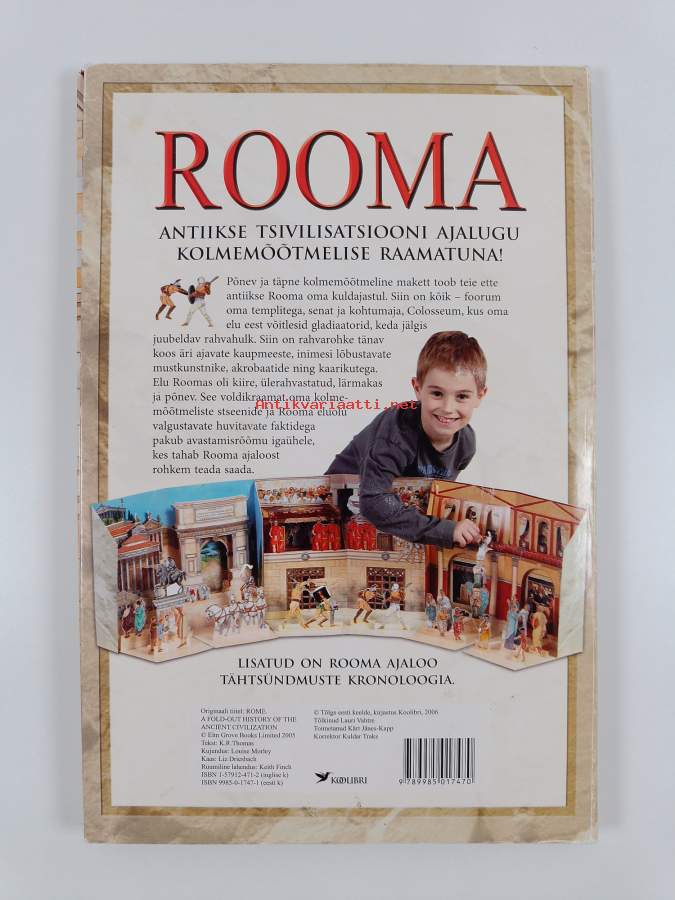 ROOMA
ANTIIKSE TSIVILISATSIOONI AJALUGU
KOLMEMÕÕTMELISE RAAMATUNA!
Põnev ja täpne kolmemõõtmeline makett toob teie ette
antiikse Rooma oma kuldajastul. Siin on kõik – foorum
oma templitega, senat ja kohtumaja, Colosseum, kus oma
elu eest võitlesid gladiaatorid, keda jälgis
juubeldav rahvahulk. Siin on rahvarohke tänav
koos äri ajavate kaupmeeste, inimesi lõbustavate
mustkunstnike, akrobaatide ning kaarikutega.
Elu Roomas oli kiire, ülerahvastatud, lärmakas
ja põnev. See voldikraamat oma kolme-
mõõtmeliste stseenide ja Rooma eluolu
valgustavate huvitavate faktidega
pakub avastamisrõõmu igaühele,
kes tahab Rooma ajaloost
rohkem teada saada.
Antikvariaatti.net
LISATUD ON ROOMA AJALOO
TÄHTSÜNDMUSTE KRONOLOOGIA.
Originaali tiitel: ROME.
A FOLD-OUT HISTORY OF THE
ANCIENT CIVILIZATION
© Elm Grove Books Limited 2005
Tekst: K.R.Thomas
Kujundus: Louise Morley
Kaas: Liz Driesbach
Ruumiline lahendus: Keith Finch
ISBN 1-57912-471-2 (inglise k)
ISBN 9985-0-1747-1 (eesti k)
© Tõlge eesti keelde, kirjastus Koolibri, 2006
Tõlkinud Lauri Vahtre
Toimetanud Kärt Jänes-Kapp
Korrektor Kuldar Traks
KOOLIBRI
9 789985 017470